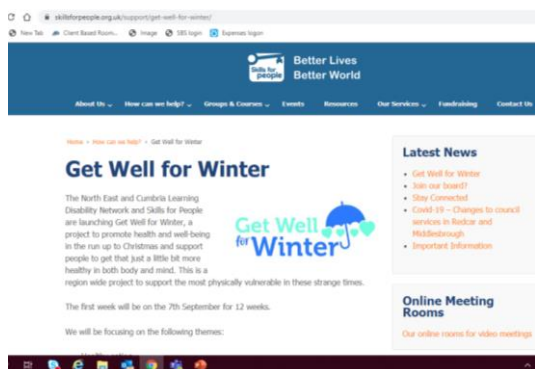 skillsforpeople.org.uk/support/get-well-for-winter/
New Tab Client Based Room... Image SBS login Expenses logon
Skills for people
Better Lives
Better World
About Us How can we help? Groups & Courses Events Resources Our Services Fundraising Contact Us
Home » How can we help? » Get Well for Winter
Get Well for Winter
The North East and Cumbria Learning
Disability Network and Skills for People
are launching Get Well for Winter, a
project to promote health and well-being
in the run up to Christmas and support
people to get that just a little bit more
healthy in both body and mind. This is a
region wide project to support the most physically vulnerable in these strange times.
The first week will be on the 7th September for 12 weeks.
We will be focusing on the following themes:
Get Well
for Winter
Latest News
Get Well for Winter
Join our board?
Stay Connected
Covid-19 – Changes to council
services in Redcar and
Middlesbrough
Important Information
Online Meeting
Rooms
Our online rooms for video meetings